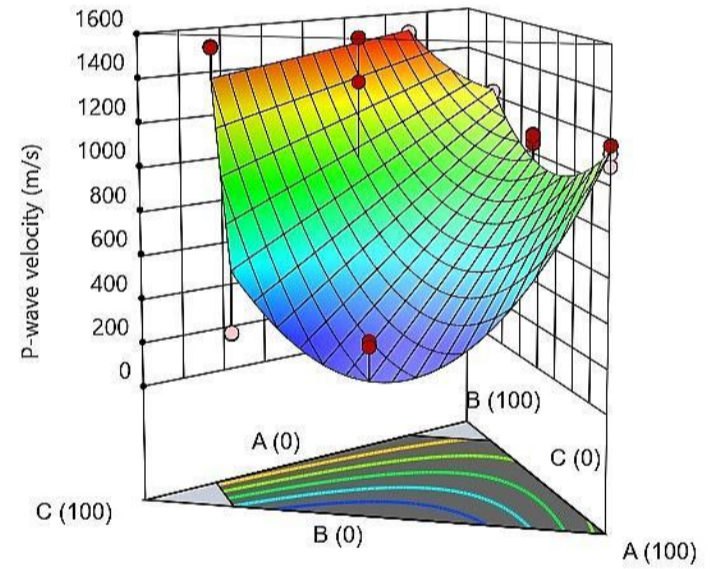 1600
1400
1200
1000
800
600
400
200
0
P-wave velocity (m/s)
B (100)
A (0)
C (0)
C (100)
B (0)
A (100)